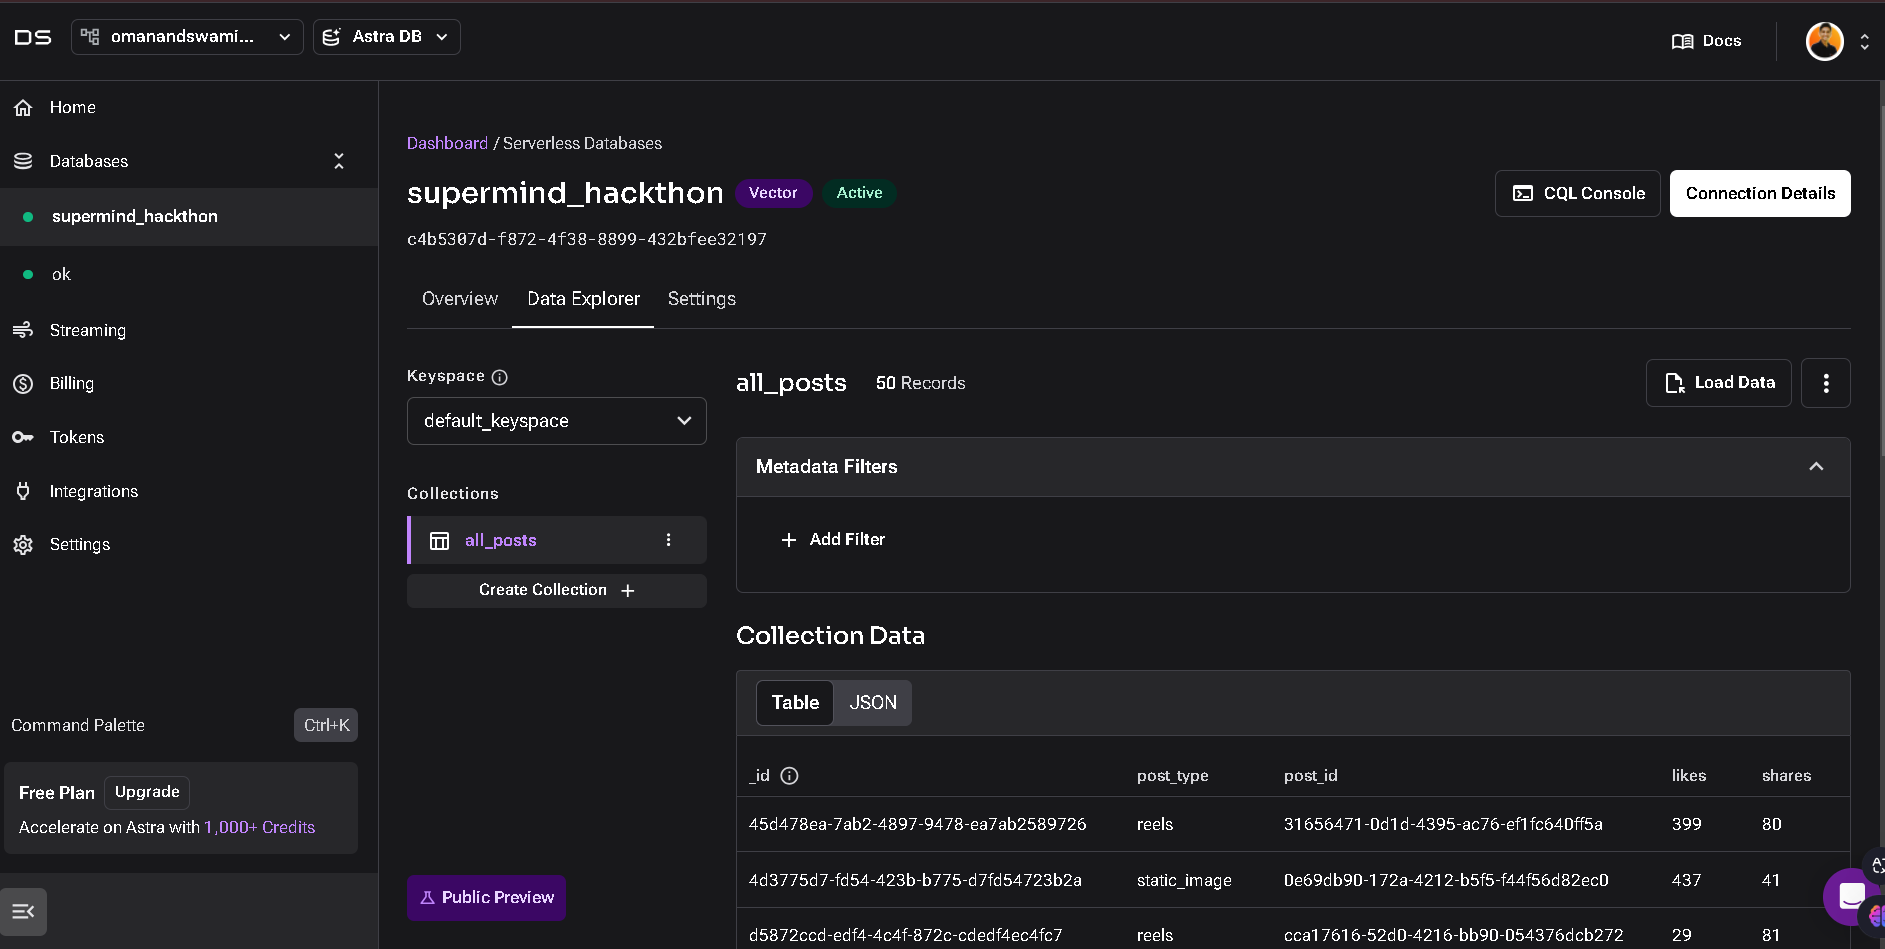 DS
omanandswami...
Astra DB
Docs
Home
Databases
supermind_hackthon
ok
Streaming
Billing
Tokens
Integrations
Settings
Command Palette
Ctrl+K
Free Plan
Upgrade
Accelerate on Astra with 1,000+ Credits
Dashboard / Serverless Databases
supermind_hackthon
Vector
Active
CQL Console
Connection Details
c4b5307d-f872-4f38-8899-432bfee32197
Overview
Data Explorer
Settings
Keyspace
default_keyspace
Collections
all_posts
Create Collection +
Public Preview
all_posts
50 Records
Load Data
Metadata Filters
+ Add Filter
Collection Data
Table
JSON
_id post_type post_id likes shares
45d478ea-7ab2-4897-9478-ea7ab2589726 reels 31656471-0d1d-4395-ac76-ef1fc640ff5a 399 80
4d3775d7-fd54-423b-b775-d7fd54723b2a static_image 0e69db90-172a-4212-b5f5-f44f56d82ec0 437 41
d5872ccd-edf4-4c4f-872c-cdedf4ec4fc7 reels cca17616-52d0-4216-bb90-054376dcb272 29 81